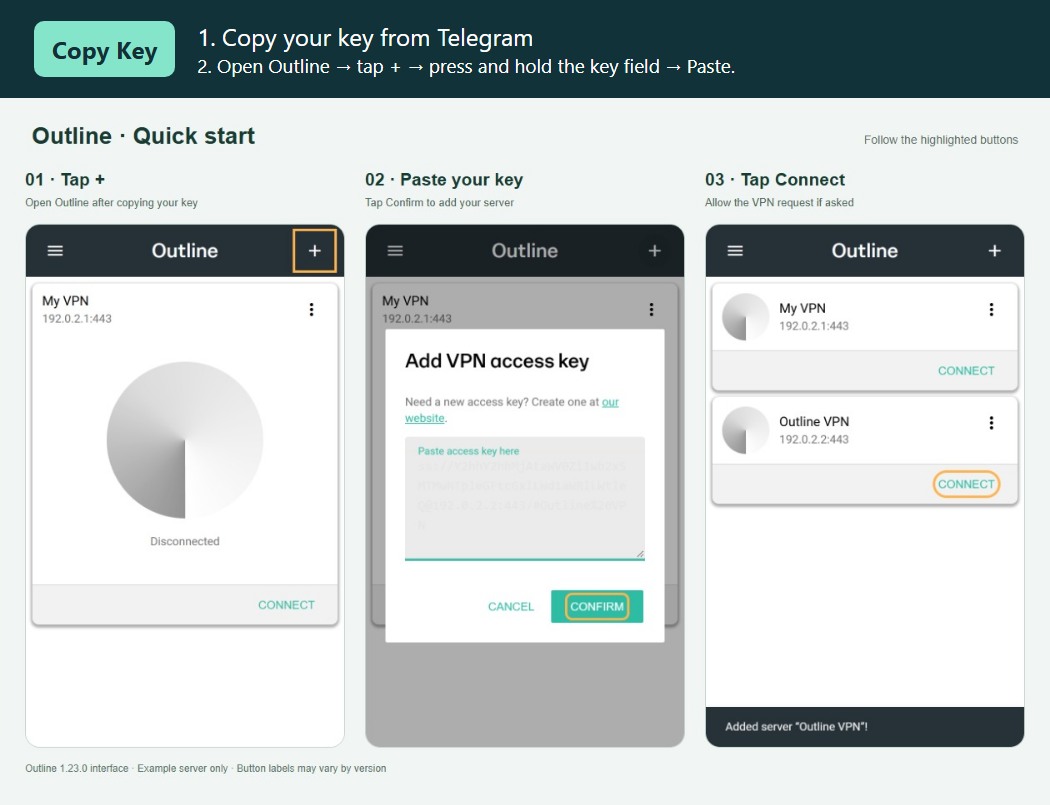 Copy Key
1. Copy your key from Telegram
2. Open Outline → tap + → press and hold the key field → Paste.
Outline · Quick start
Follow the highlighted buttons
01 · Tap +
Open Outline after copying your key
Outline
+
My VPN
192.0.2.1:443
Disconnected
CONNECT
02 · Paste your key
Tap Confirm to add your server
Outline
+
My VPN
192.0.2.1:443
Add VPN access key
Need a new access key? Create one at our
website.
Paste access key here
CANCEL
CONFIRM
03 · Tap Connect
Allow the VPN request if asked
Outline
+
My VPN
192.0.2.1:443
CONNECT
Outline VPN
192.0.2.2:443
CONNECT
Added server “Outline VPN”!
Outline 1.23.0 interface · Example server only · Button labels may vary by version